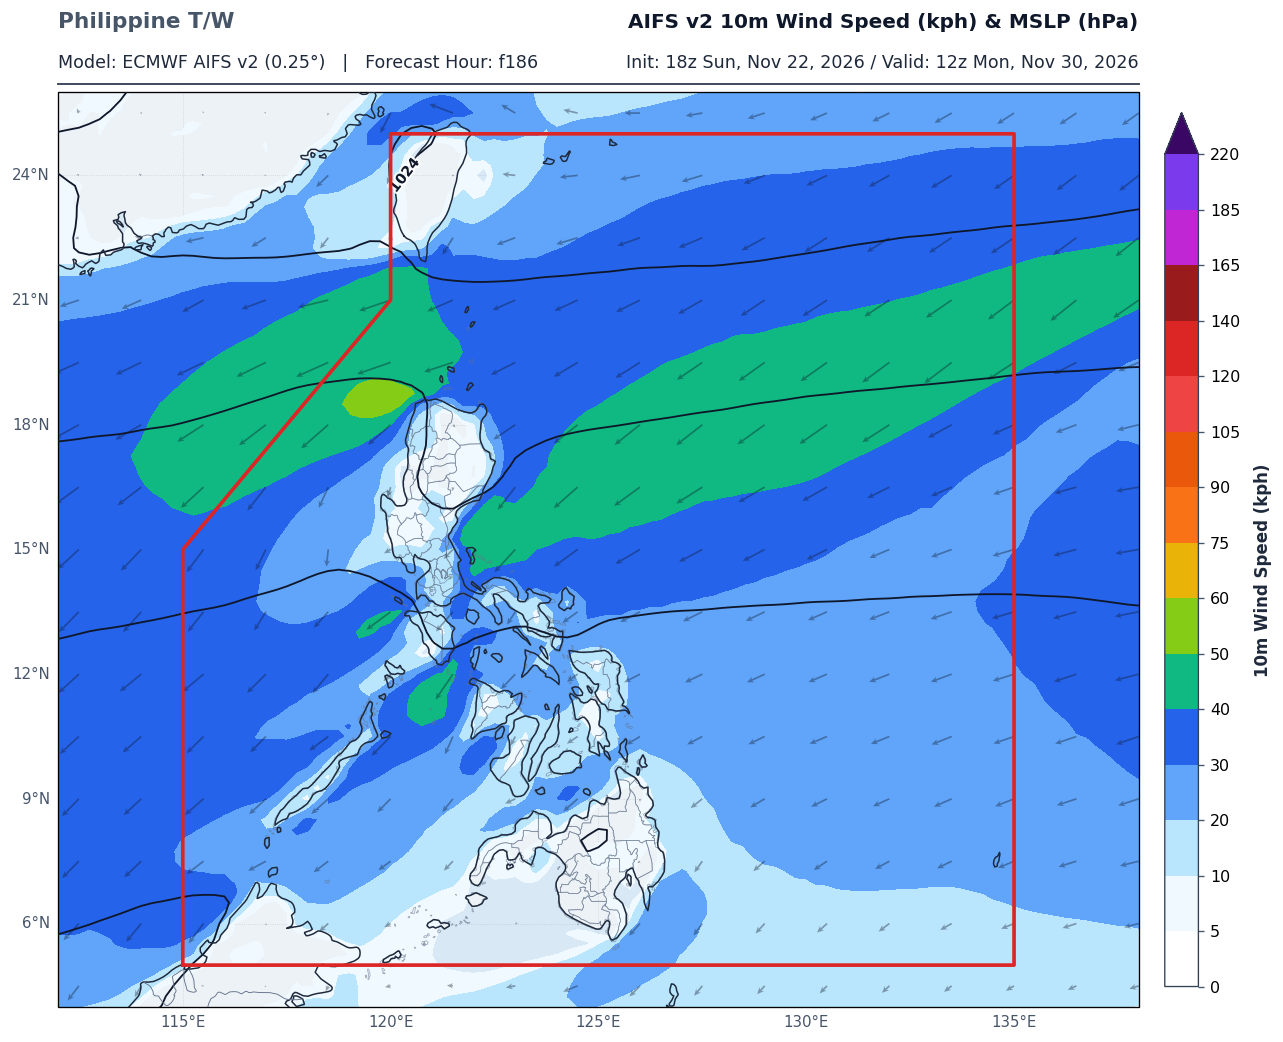 Philippine T/W
AIFS v2 10m Wind Speed (kph) & MSLP (hPa)
Model: ECMWF AIFS v2 (0.25°) | Forecast Hour: f186
Init: 18z Sun, Nov 22, 2026 / Valid: 12z Mon, Nov 30, 2026
1024
24°N
21°N
18°N
15°N
12°N
9°N
6°N
115°E
120°E
125°E
130°E
135°E
220
185
165
140
120
105
90
75
60
50
40
30
20
10
5
0
10m Wind Speed (kph)